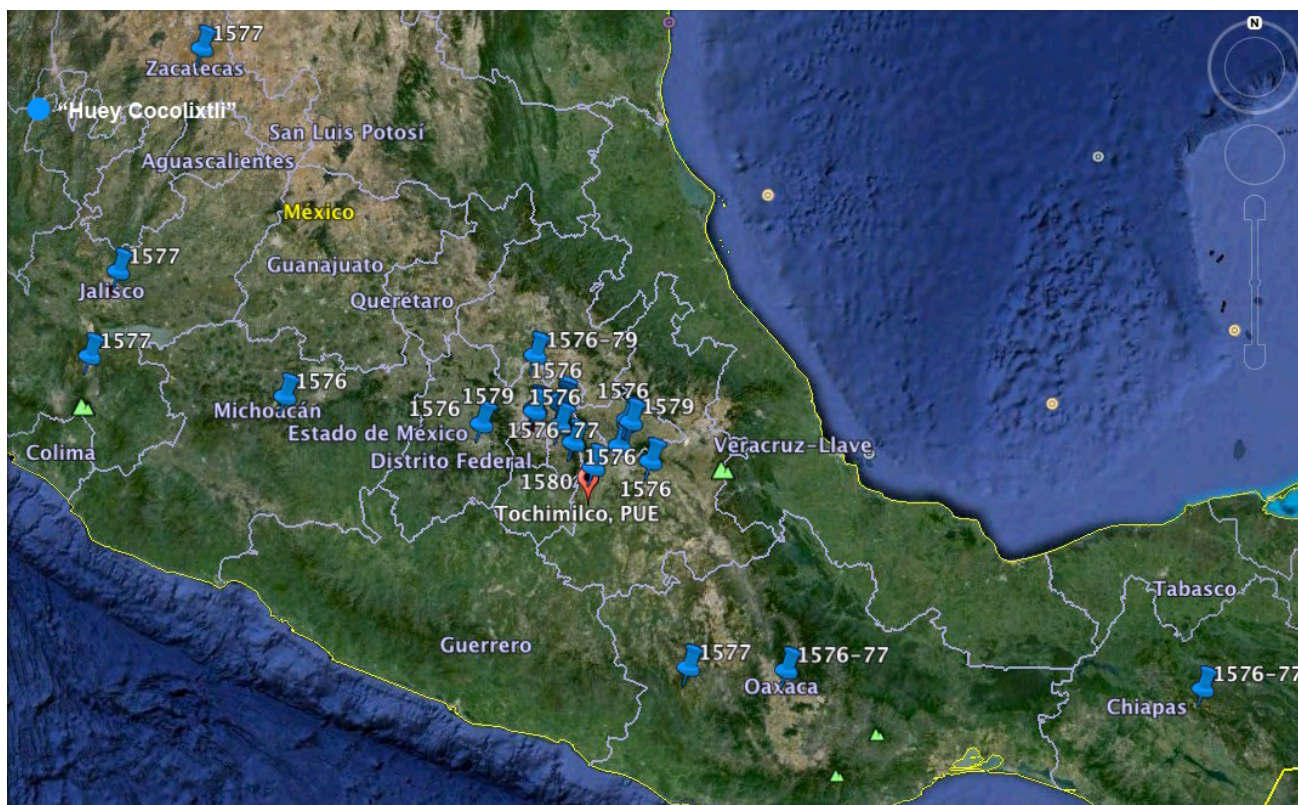 N
1577
Zacatecas
“Huey Cocolixtli”
San Luis Potosí
Aguascalientes
México
1577
Guanajuato
Jalisco
Querétaro
1577
1576-79
1576
1576
1579
1576
1576
1576
1579
Michoacán
Estado de México
1576-77
Veracruz-Llave
Colima
Distrito Federal
1576
1580
1576
Tochimilco, PUE
Tabasco
Guerrero
1577
1576-77
Oaxaca
1576-77
Chiapas